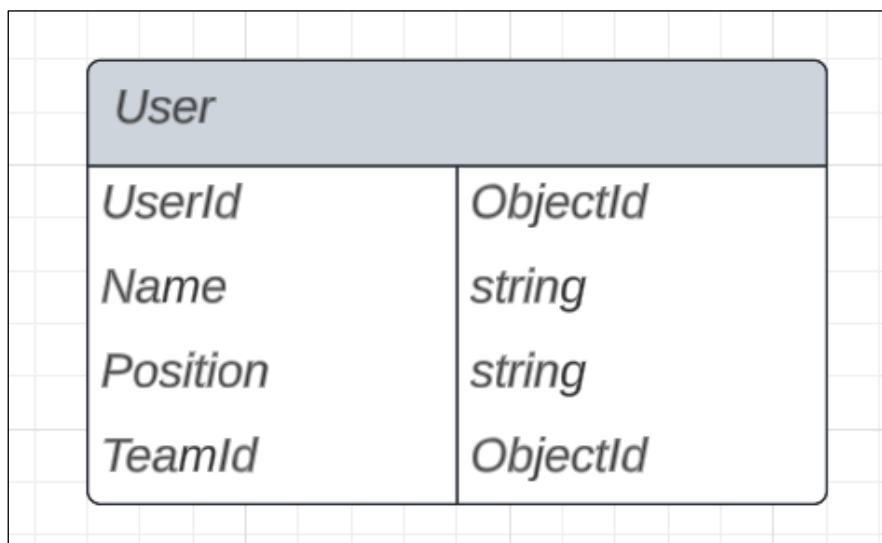 User
UserId ObjectId
Name string
Position string
TeamId ObjectId